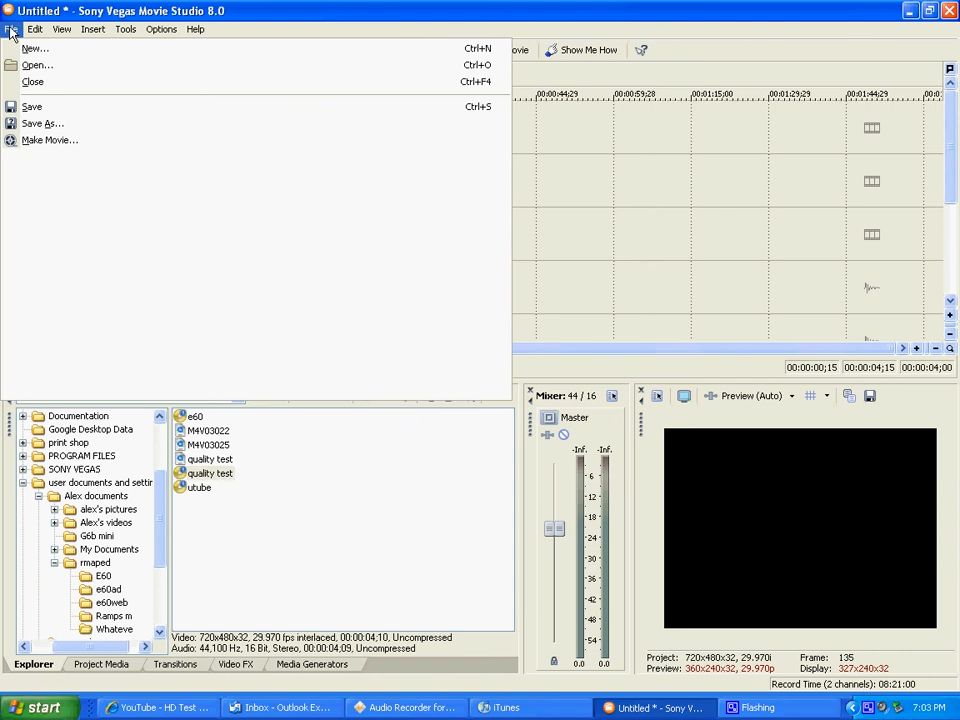 Untitled * - Sony Vegas Movie Studio 8.0
File Edit View Insert Tools Options Help
New... Ctrl+N
Open... Ctrl+O
Close Ctrl+F4
Save Ctrl+S
Save As...
Make Movie...
ovie Show Me How
00:00:44;29 00:00:59;28 00:01:15;00 00:01:29;29 00:01:44;29 00:0
00:00:00;15 00:00:04;15 00:00:04;00
Documentation
Google Desktop Data
print shop
PROGRAM FILES
SONY VEGAS
user documents and settir
Alex documents
alex's pictures
Alex's videos
G6b mini
My Documents
rmaped
E60
e60ad
e60web
Ramps m
Whateve
e60
M4V03022
M4V03025
quality test
quality test
utube
Video: 720x480x32, 29.970 fps interlaced, 00:00:04;10, Uncompressed
Audio: 44,100 Hz, 16 Bit, Stereo, 00:00:04;09, Uncompressed
Explorer Project Media Transitions Video FX Media Generators
Mixer: 44 / 16
Master
-Inf. -Inf.
6
12
18
24
30
36
42
48
54
0.0 0.0
Preview (Auto)
Project: 720x480x32, 29.970i Frame: 135
Preview: 360x240x32, 29.970p Display: 327x240x32
Record Time (2 channels): 08:21:00
start YouTube - HD Test ... Inbox - Outlook Ex... Audio Recorder for... iTunes Untitled * - Sony V... Flashing 7:03 PM